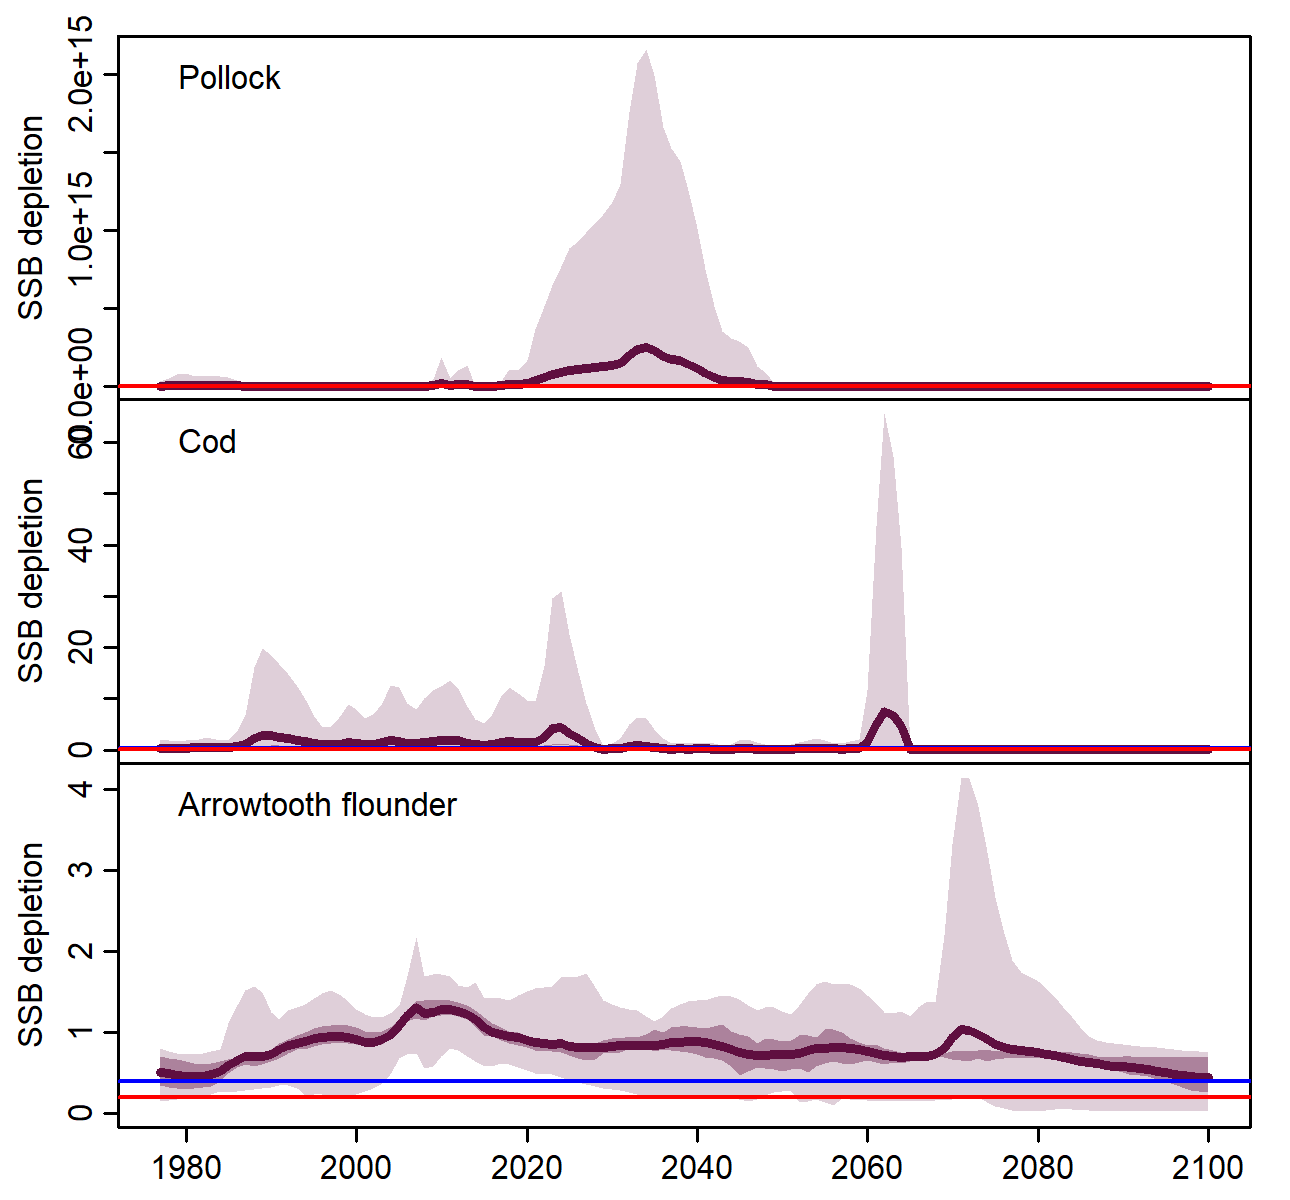 Pollock
SSB depletion
2.0e+15
1.0e+15
0.0e+00
Cod
SSB depletion
60
40
20
0
Arrowtooth flounder
SSB depletion
4
3
2
1
0
1980 2000 2020 2040 2060 2080 2100